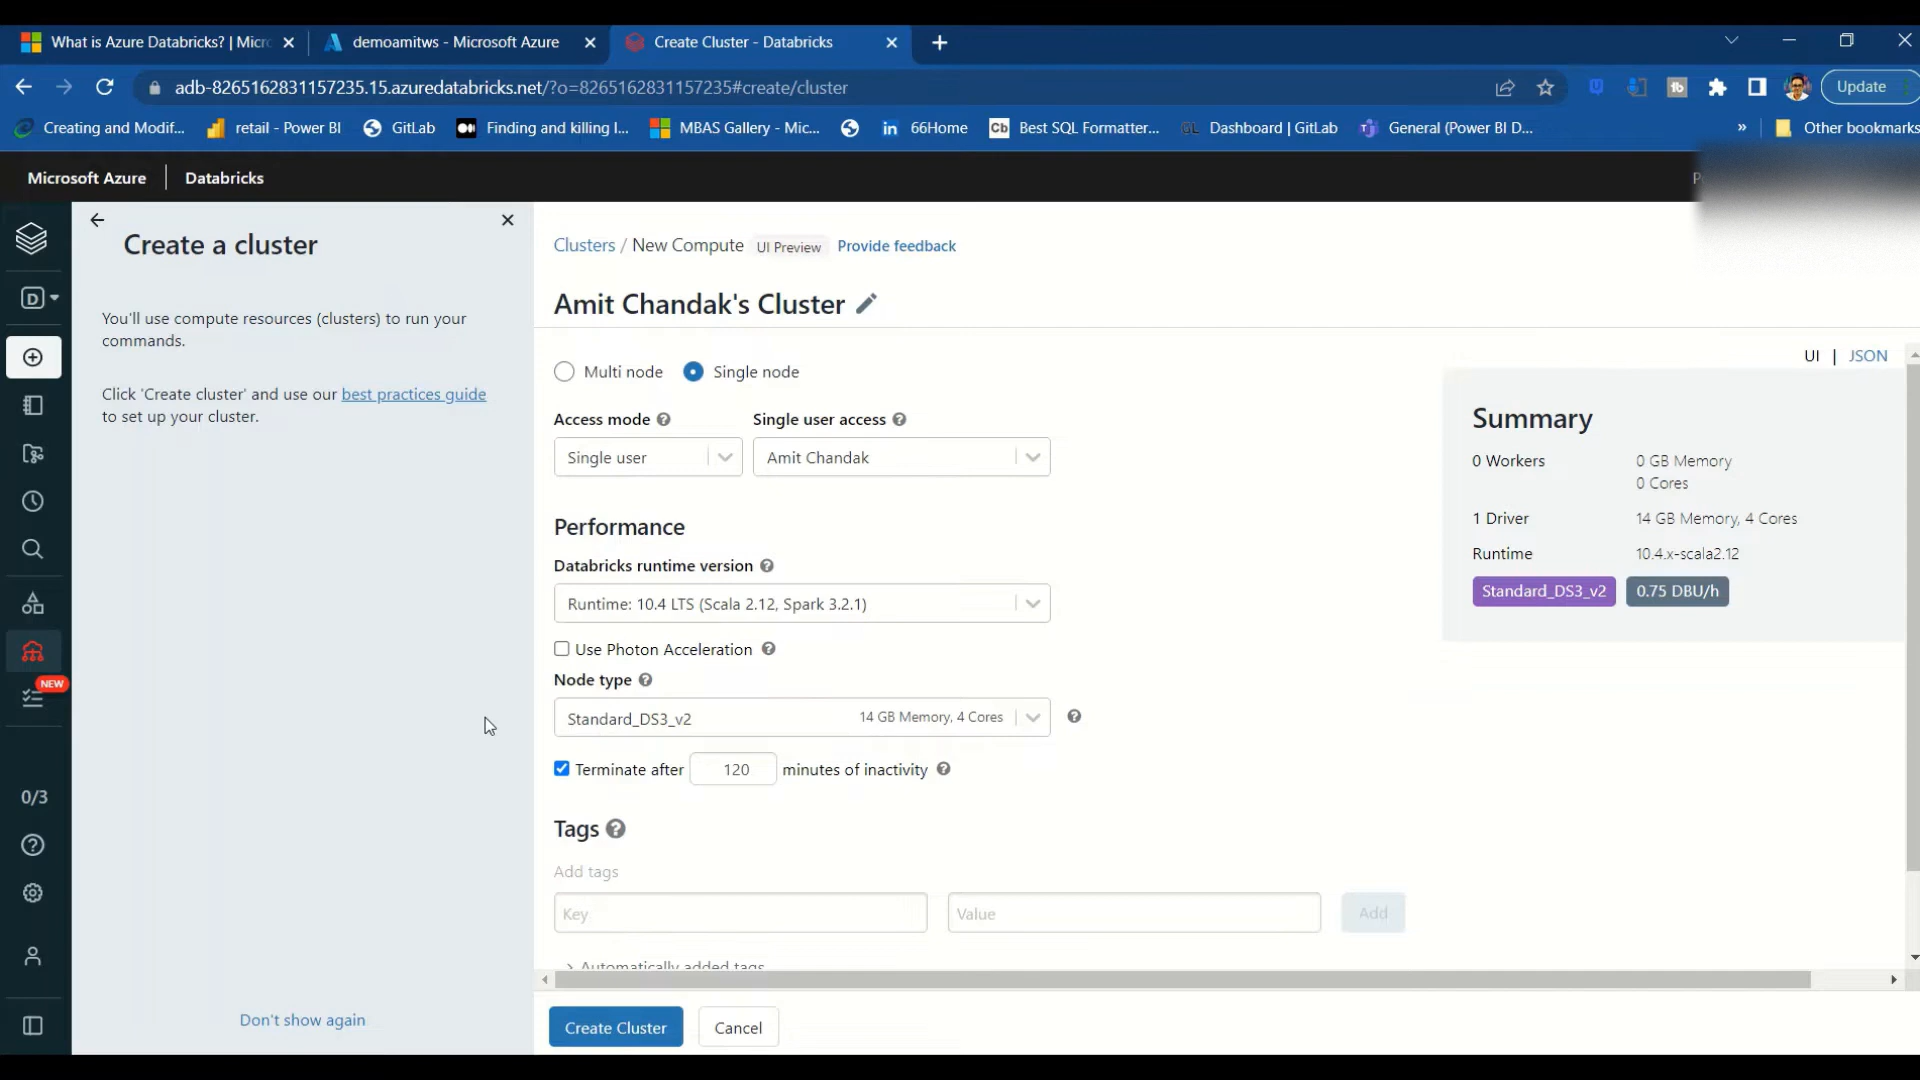 What is Azure Databricks? | Micr
demoamitws - Microsoft Azure
Create Cluster - Databricks
adb-8265162831157235.15.azuredatabricks.net/?o=8265162831157235#create/cluster
Update
Creating and Modif...
retail - Power BI
GitLab
Finding and killing I...
MBAS Gallery - Mic...
66Home
Cb
Best SQL Formatter...
GL
Dashboard | GitLab
General (Power BI D...
»
Other bookmarks
Microsoft Azure | Databricks
Create a cluster
You'll use compute resources (clusters) to run your
commands.
Click 'Create cluster' and use our best practices guide
to set up your cluster.
Don't show again
D
NEW
0/3
Clusters / New Compute UI Preview Provide feedback
Amit Chandak's Cluster
UI | JSON
Multi node Single node
Access mode Single user access
Single user Amit Chandak
Performance
Databricks runtime version
Runtime: 10.4 LTS (Scala 2.12, Spark 3.2.1)
Use Photon Acceleration
Node type
Standard_DS3_v2 14 GB Memory, 4 Cores
Terminate after 120 minutes of inactivity
Tags
Add tags
Key Value Add
Automatically added tags
Create Cluster Cancel
Summary
0 Workers 0 GB Memory
0 Cores
1 Driver 14 GB Memory, 4 Cores
Runtime 10.4.x-scala2.12
Standard_DS3_v2 0.75 DBU/h